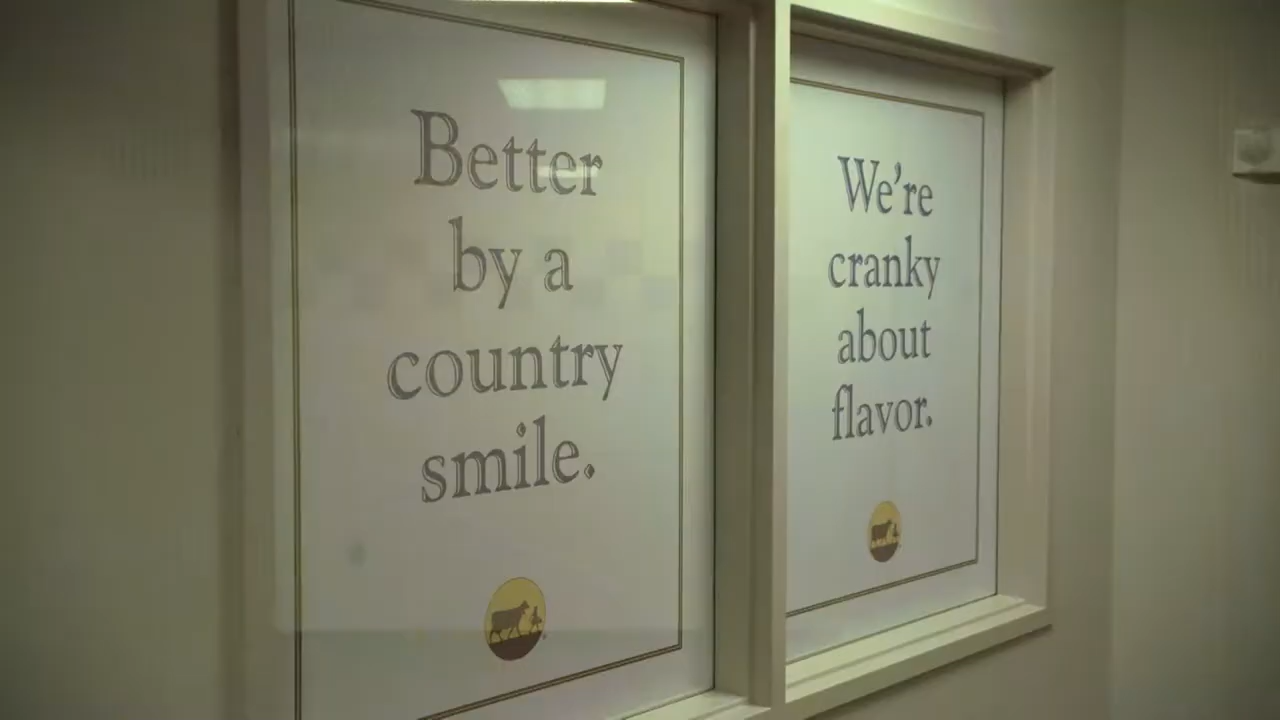 Better
by a
country
smile.
We're
cranky
about
flavor.